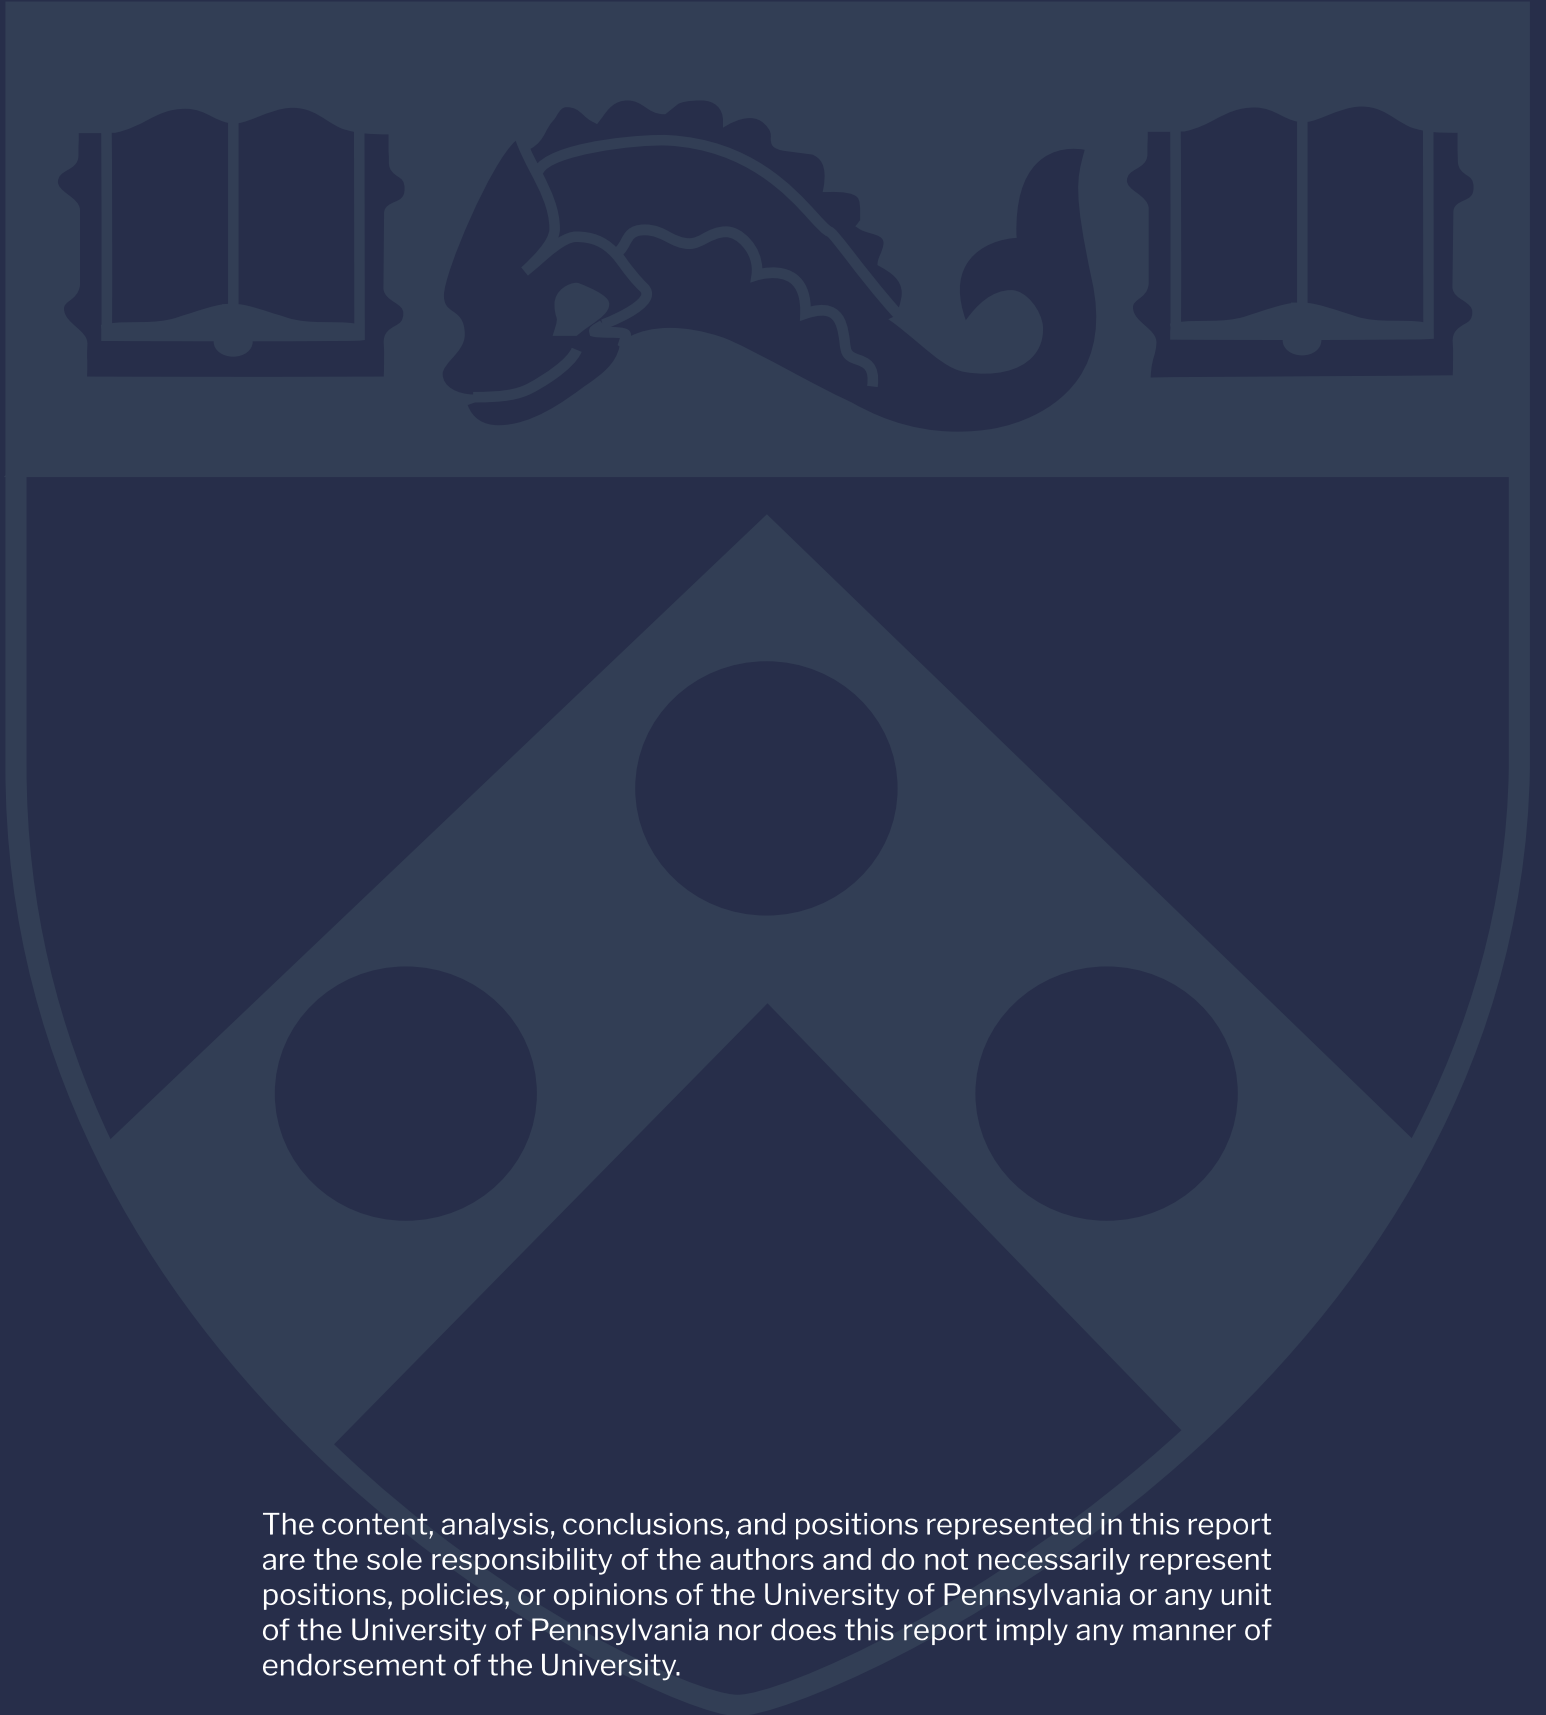 The content, analysis, conclusions, and positions represented in this report
are the sole responsibility of the authors and do not necessarily represent
positions, policies, or opinions of the University of Pennsylvania or any unit
of the University of Pennsylvania nor does this report imply any manner of
endorsement of the University.